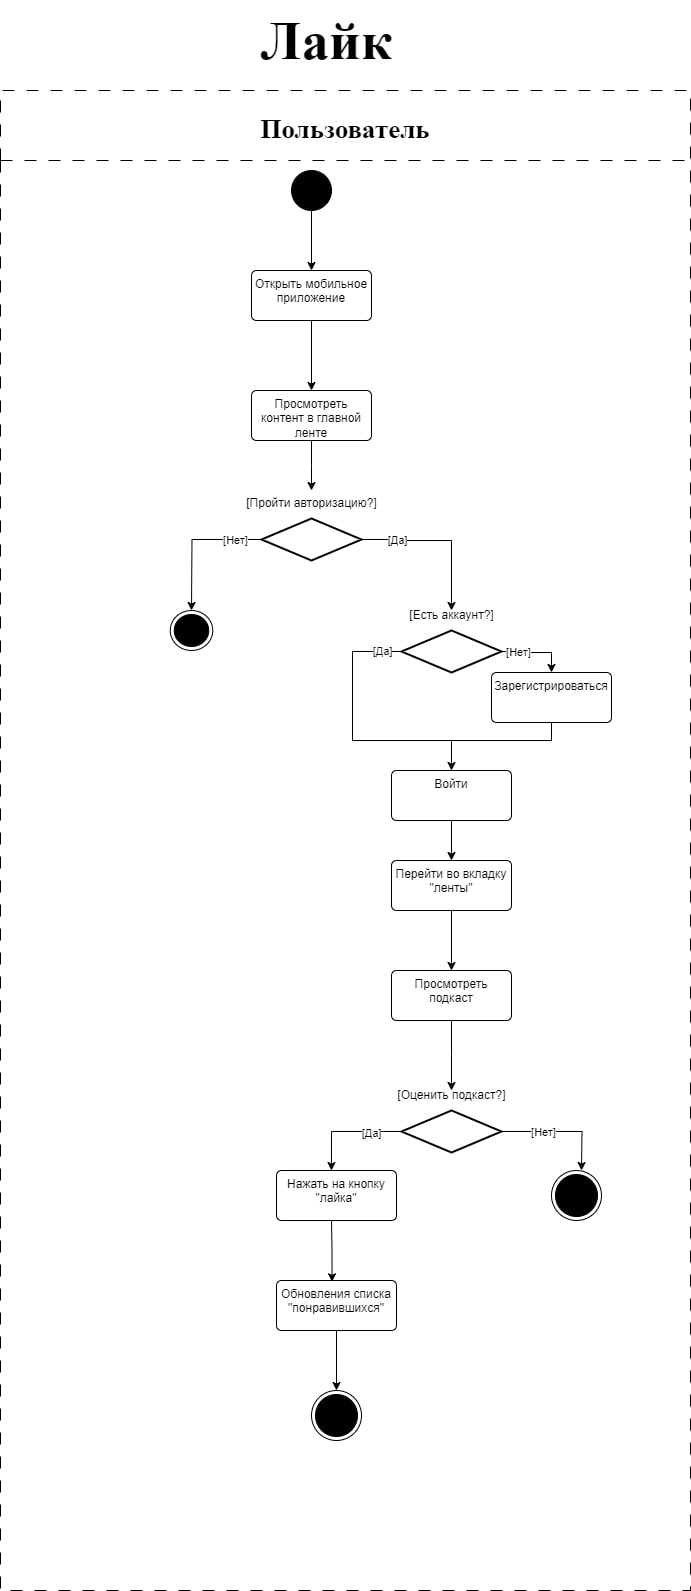 Лайк
Пользователь
Открыть мобильное
приложение
Просмотреть
контент в главной
ленте
[Пройти авторизацию?]
[Нет]
[Да]
[Есть аккаунт?]
[Да]
[Нет]
Зарегистрироваться
Войти
Перейти во вкладку
"ленты"
Просмотреть
подкаст
[Оценить подкаст?]
[Да]
[Нет]
Нажать на кнопку
"лайка"
Обновления списка
"понравившихся"